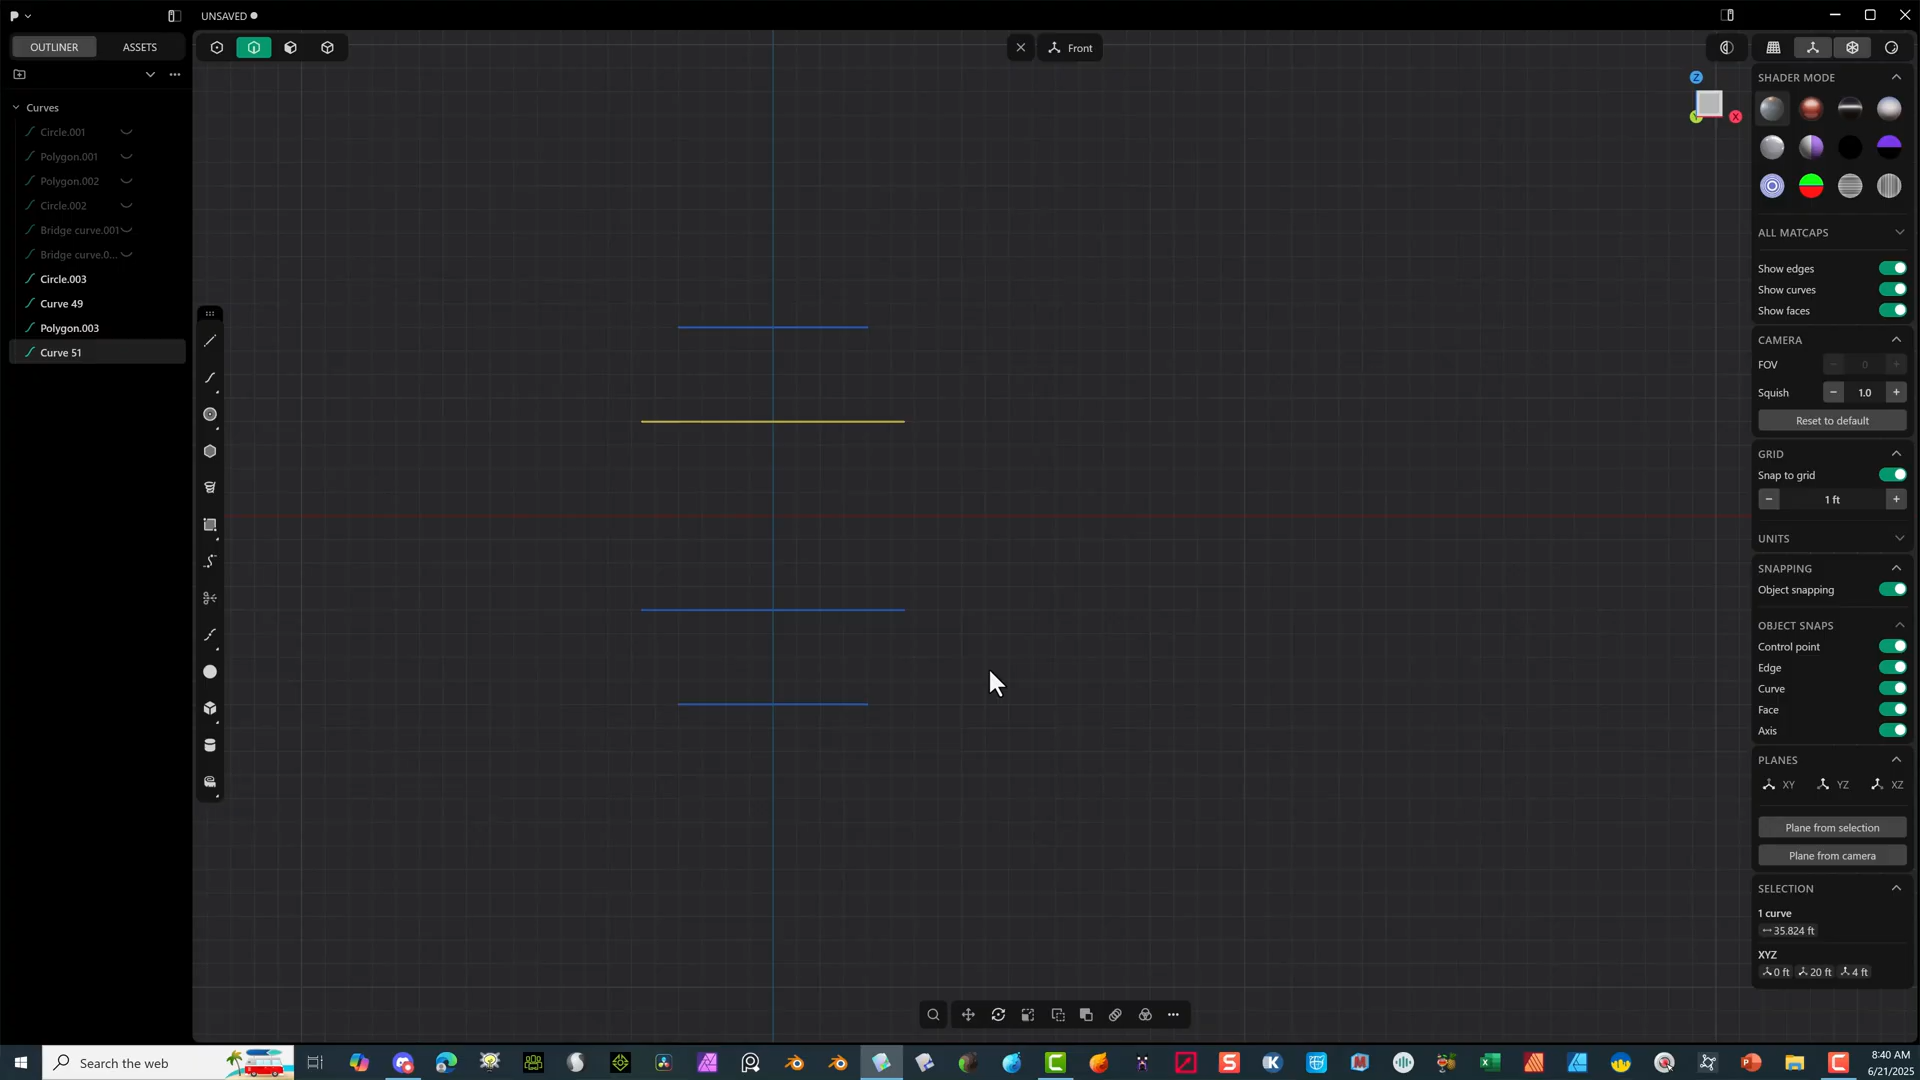 UNSAVED
OUTLINER
ASSETS
Front
Curves
Circle.001
Polygon.001
Polygon.002
Circle.002
Bridge curve.001
Bridge curve.0...
Circle.003
Curve 49
Polygon.003
Curve 51
Z
Y
X
SHADER MODE
ALL MATCAPS
Show edges
Show curves
Show faces
CAMERA
FOV
0
Squish
1.0
Reset to default
GRID
Snap to grid
1 ft
UNITS
SNAPPING
Object snapping
OBJECT SNAPS
Control point
Edge
Curve
Face
Axis
PLANES
XY
YZ
XZ
Plane from selection
Plane from camera
SELECTION
1 curve
35.824 ft
XYZ
0 ft
20 ft
4 ft
Search the web
8:40 AM
6/21/2025